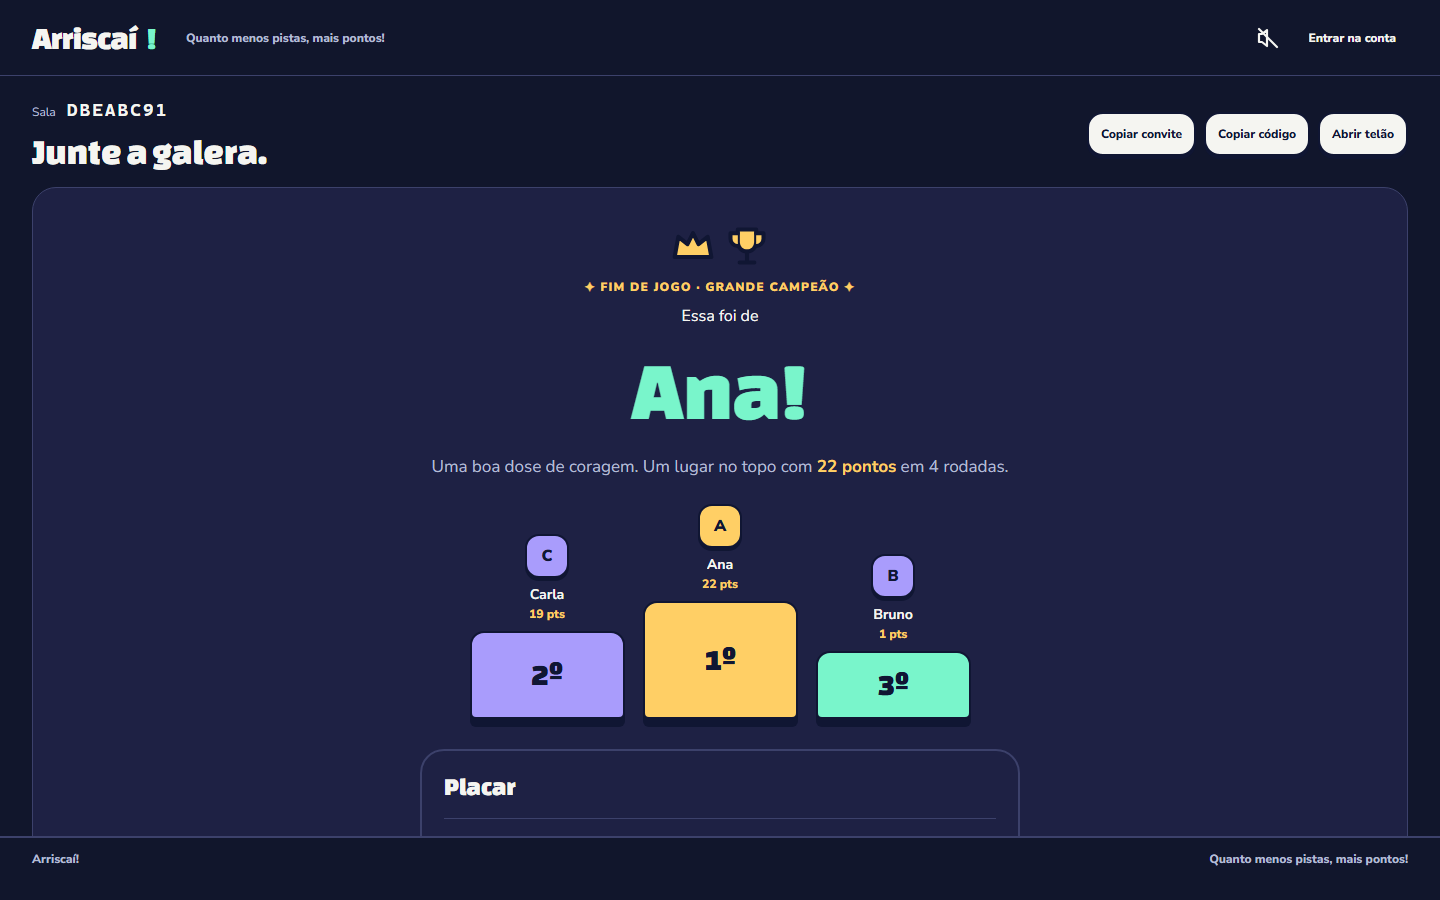 Arriscaí !
Quanto menos pistas, mais pontos!
Entrar na conta
Sala DBEABC91
Junte a galera.
Copiar convite
Copiar código
Abrir telão
✦ FIM DE JOGO · GRANDE CAMPEÃO ✦
Essa foi de
Ana!
Uma boa dose de coragem. Um lugar no topo com 22 pontos em 4 rodadas.
C
Carla
19 pts
2º
A
Ana
22 pts
1º
B
Bruno
1 pts
3º
Placar
Arriscaí!
Quanto menos pistas, mais pontos!